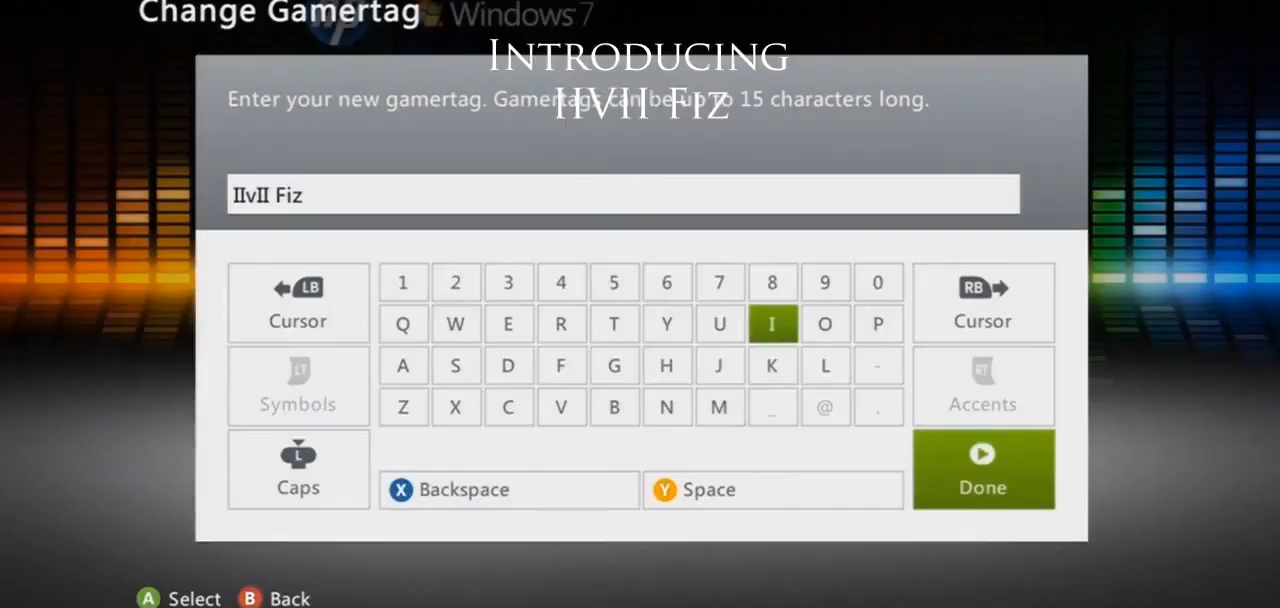 Change Gamertag
hp Windows 7
INTRODUCING
Enter your new gamertag. Gamertags can be up to 15 characters long.
IIVII FIZ
IIvII Fiz
LB 1 2 3 4 5 6 7 8 9 0 RB
Cursor Q W E R T Y U I O P Cursor
LT A S D F G H J K L - RT
Symbols Z X C V B N M _ @ . Accents
L
Caps X Backspace Y Space Done
A Select B Back